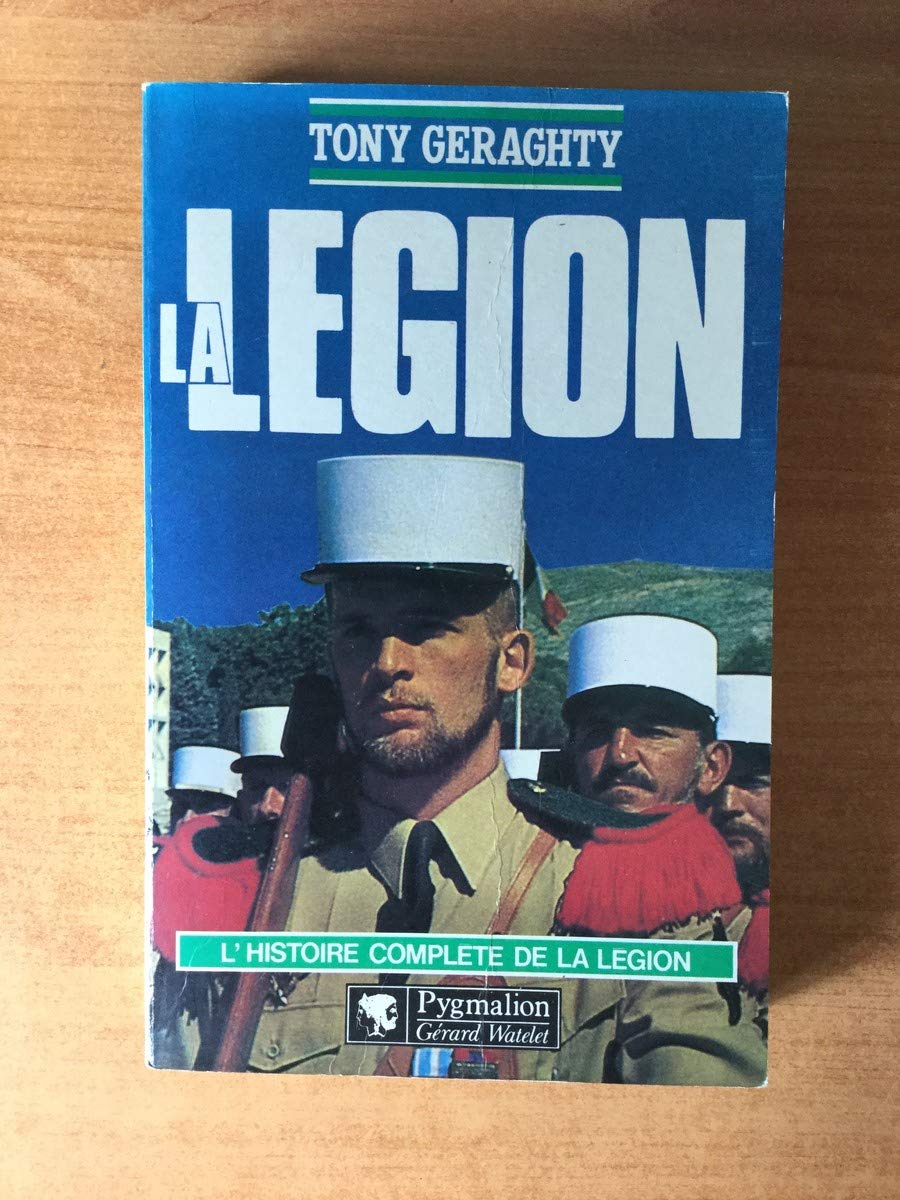 TONY GERAGHTY
LA LEGION
L'HISTOIRE COMPLETE DE LA LEGION
Pygmalion
Gérard Watelet